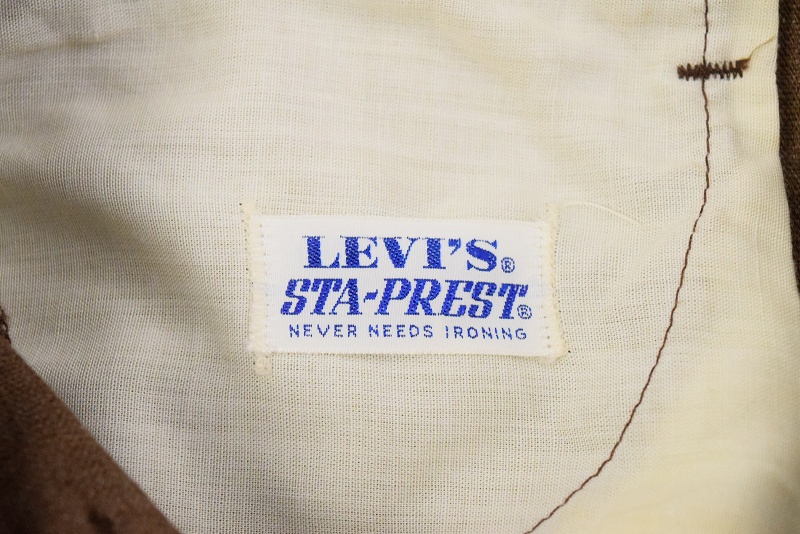 LEVI'S®
STA-PREST®
NEVER NEEDS IRONING